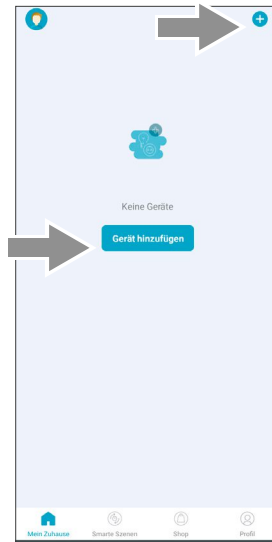 Keine Geräte
Gerät hinzufügen
Mein Zuhause Smarte Szenen Shop Profil